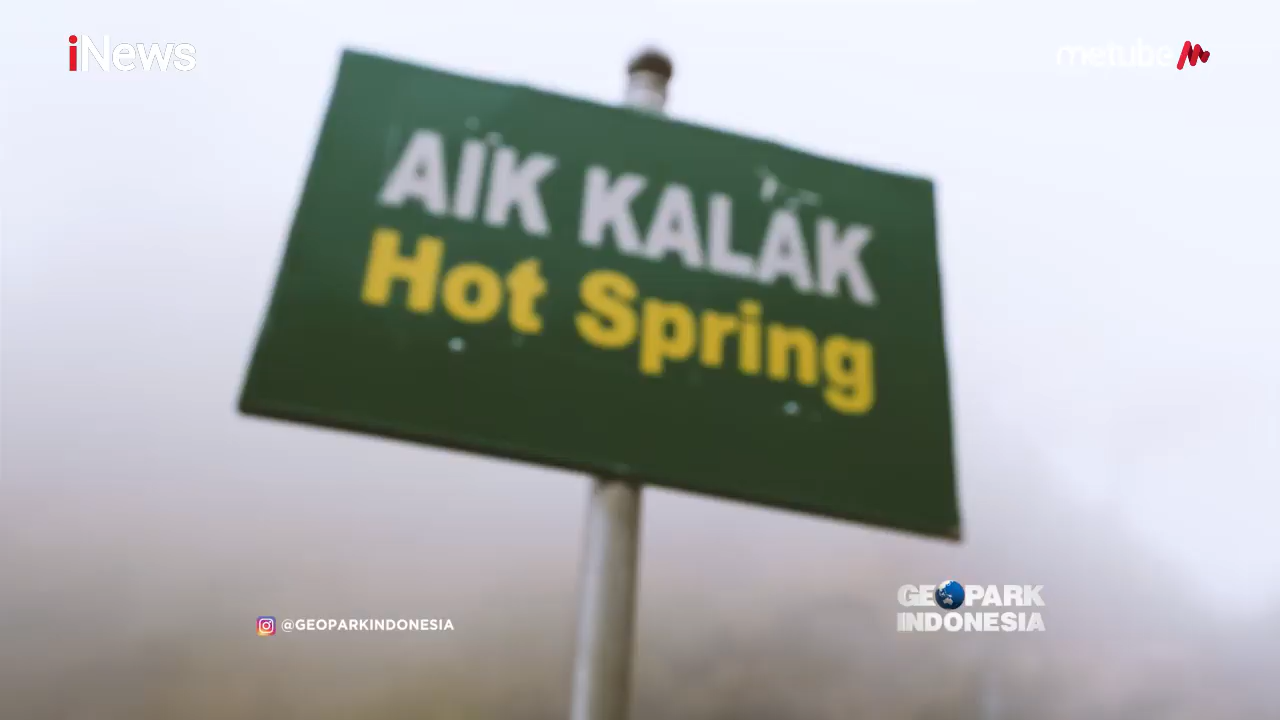 iNews
metube
AIK KALAK
Hot Spring
@GEOPARKINDONESIA
GEOPARK
INDONESIA